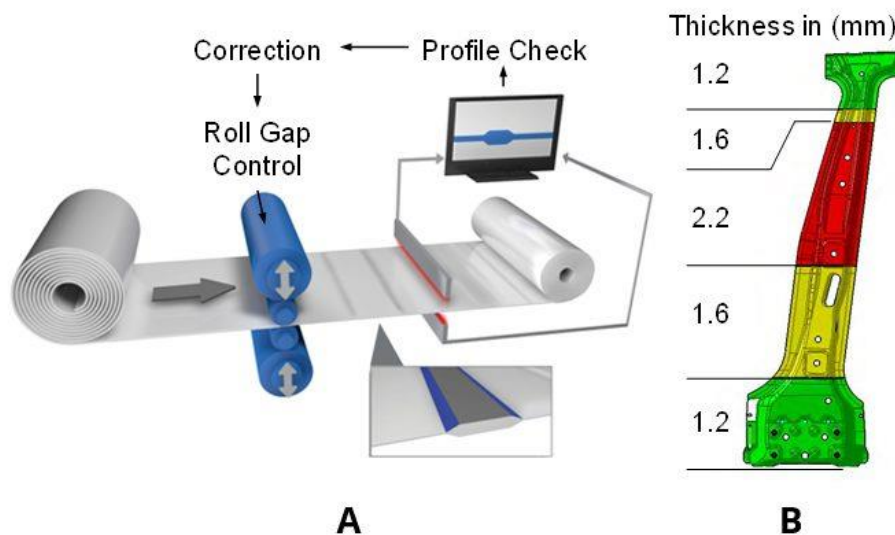 Correction
Profile Check
Roll Gap
Control
Thickness in (mm)
1.2
1.6
2.2
1.6
1.2
A
B